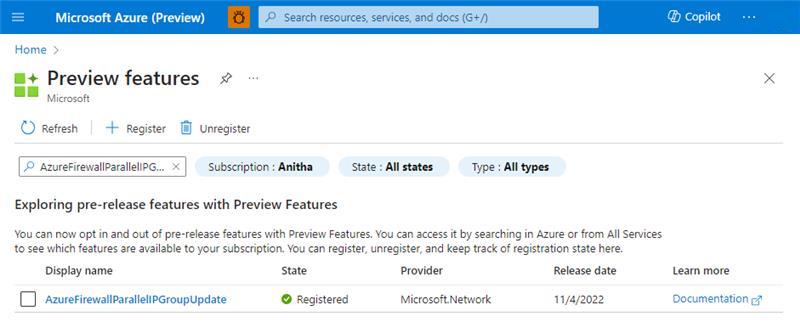 Microsoft Azure (Preview)
Search resources, services, and docs (G+/)
Copilot
Home
Preview features
Microsoft
Refresh
Register
Unregister
AzureFirewallParallelIPG...
Subscription : Anitha
State : All states
Type : All types
Exploring pre-release features with Preview Features
You can now opt in and out of pre-release features with Preview Features. You can access it by searching in Azure or from All Services
to see which features are available to your subscription. You can register, unregister, and keep track of registration state here.
Display name State Provider Release date Learn more
AzureFirewallParallelIPGroupUpdate Registered Microsoft.Network 11/4/2022 Documentation